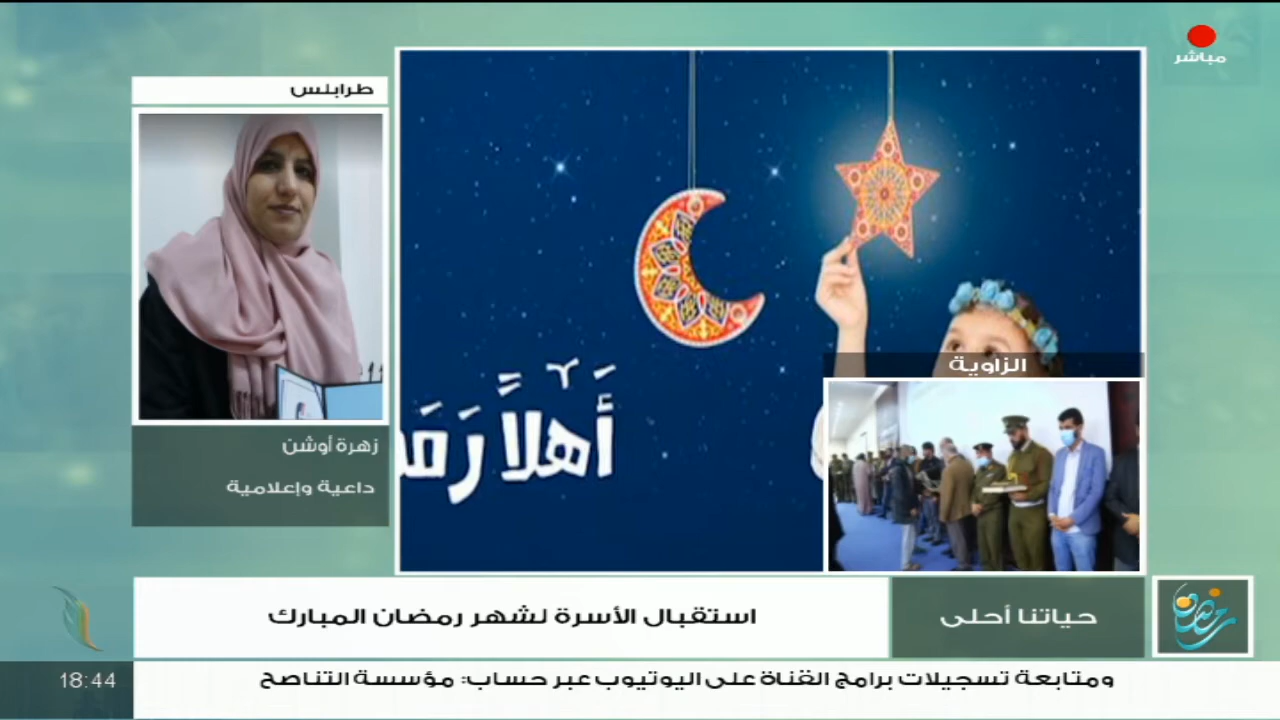 مباشر
طرابلس
أهلاً رَمَ
الزاوية
زهرة أوشن
داعية وإعلامية
حياتنا أحلى
استقبال الأسرة لشهر رمضان المبارك
رمضان
18:44
ومتابعة تسجيلات برامج القناة على اليوتيوب عبر حساب: مؤسسة التناصح